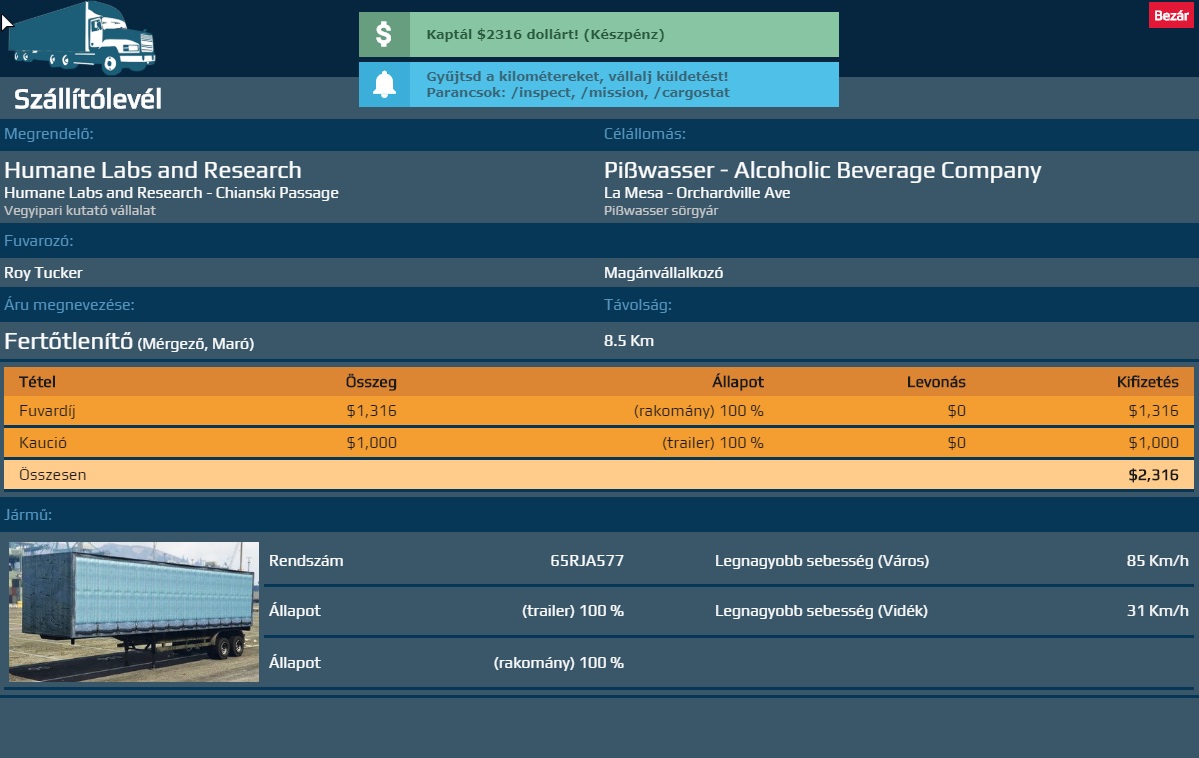 Bezár
$
Kaptál $2316 dollárt! (Készpénz)
Gyűjtsd a kilométereket, vállalj küldetést!
Parancsok: /inspect, /mission, /cargostat
Szállítólevél
Megrendelő: Célállomás:
Humane Labs and Research Pißwasser - Alcoholic Beverage Company
Humane Labs and Research - Chianski Passage La Mesa - Orchardville Ave
Vegyipari kutató vállalat Pißwasser sörgyár
Fuvarozó:
Roy Tucker Magánvállalkozó
Áru megnevezése: Távolság:
Fertőtlenítő (Mérgező, Maró) 8.5 Km
Tétel Összeg Állapot Levonás Kifizetés
Fuvardíj $1,316 (rakomány) 100 % $0 $1,316
Kaució $1,000 (trailer) 100 % $0 $1,000
Összesen $2,316
Jármű:
Rendszám 65RJA577 Legnagyobb sebesség (Város) 85 Km/h
Állapot (trailer) 100 % Legnagyobb sebesség (Vidék) 31 Km/h
Állapot (rakomány) 100 %